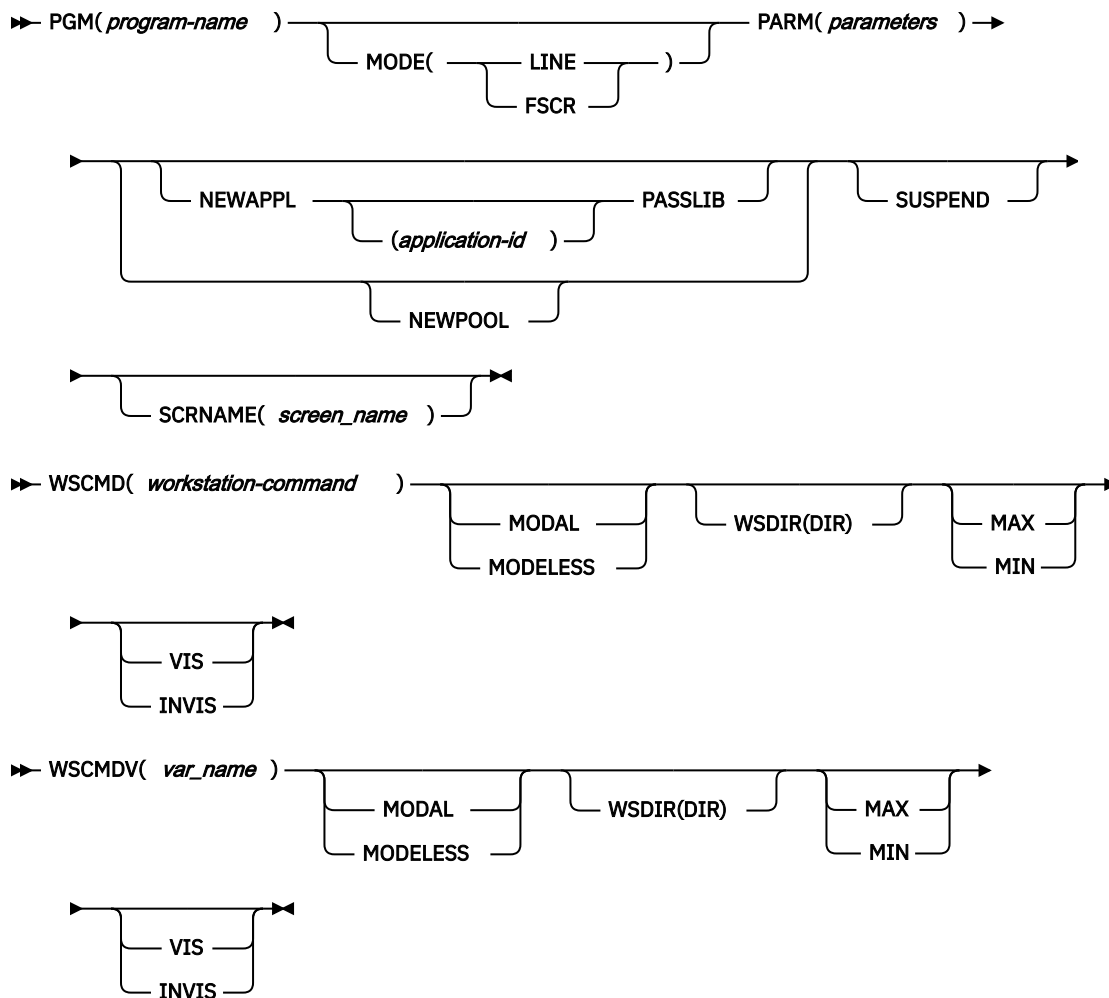 PGM( program-name ) PARM( parameters )
MODE( LINE )
FSCR
NEWAPPL PASSLIB SUSPEND
(application-id )
NEWPOOL
SCRNAME( screen_name )
WSCMD( workstation-command )
MODAL WSDIR(DIR) MAX
MODELESS MIN
VIS
INVIS
WSCMDV( var_name )
MODAL WSDIR(DIR) MAX
MODELESS MIN
VIS
INVIS